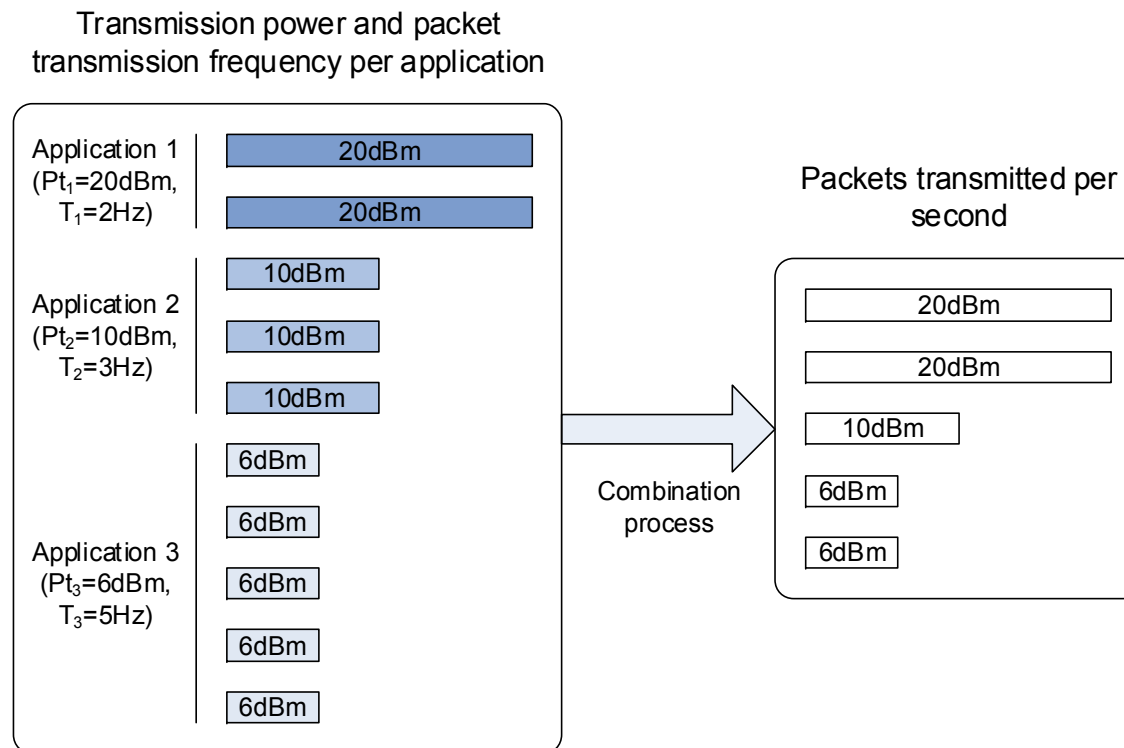 Transmission power and packet
transmission frequency per application
Application 1
(Pt₁=20dBm,
T₁=2Hz)
20dBm
20dBm
Application 2
(Pt₂=10dBm,
T₂=3Hz)
10dBm
10dBm
10dBm
Application 3
(Pt₃=6dBm,
T₃=5Hz)
6dBm
6dBm
6dBm
6dBm
6dBm
Combination
process
Packets transmitted per
second
20dBm
20dBm
10dBm
6dBm
6dBm